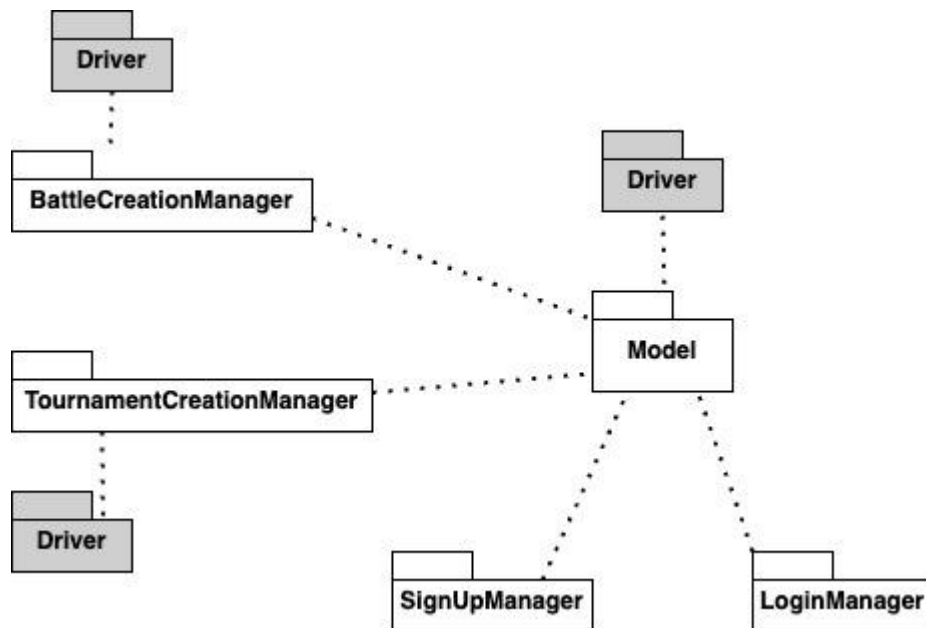 Driver
Driver
BattleCreationManager
Model
TournamentCreationManager
Driver
SignUpManager
LoginManager